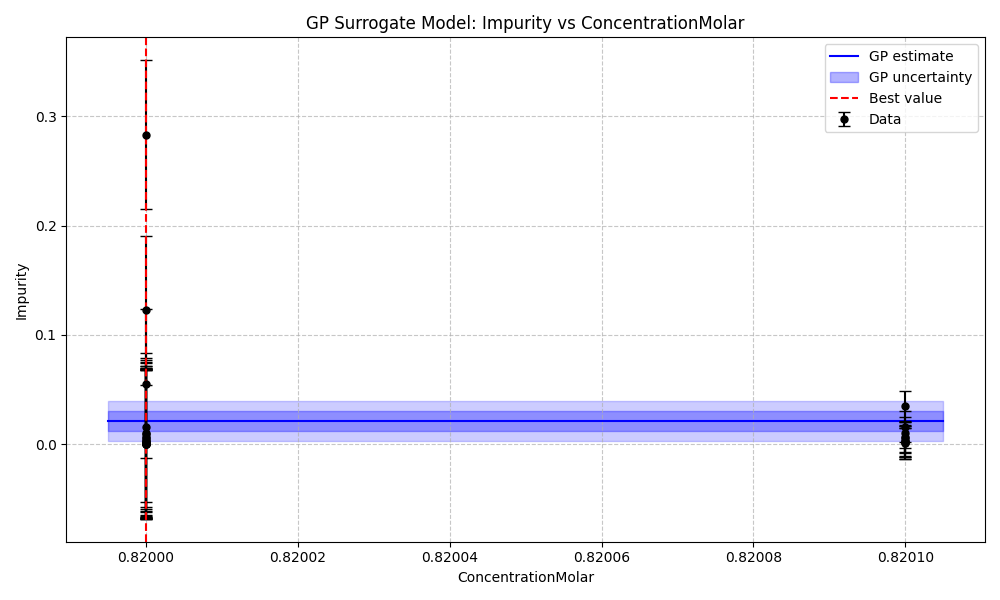 GP Surrogate Model: Impurity vs ConcentrationMolar
GP estimate
GP uncertainty
Best value
Data
Impurity
0.3
0.2
0.1
0.0
0.82000 0.82002 0.82004 0.82006 0.82008 0.82010
ConcentrationMolar